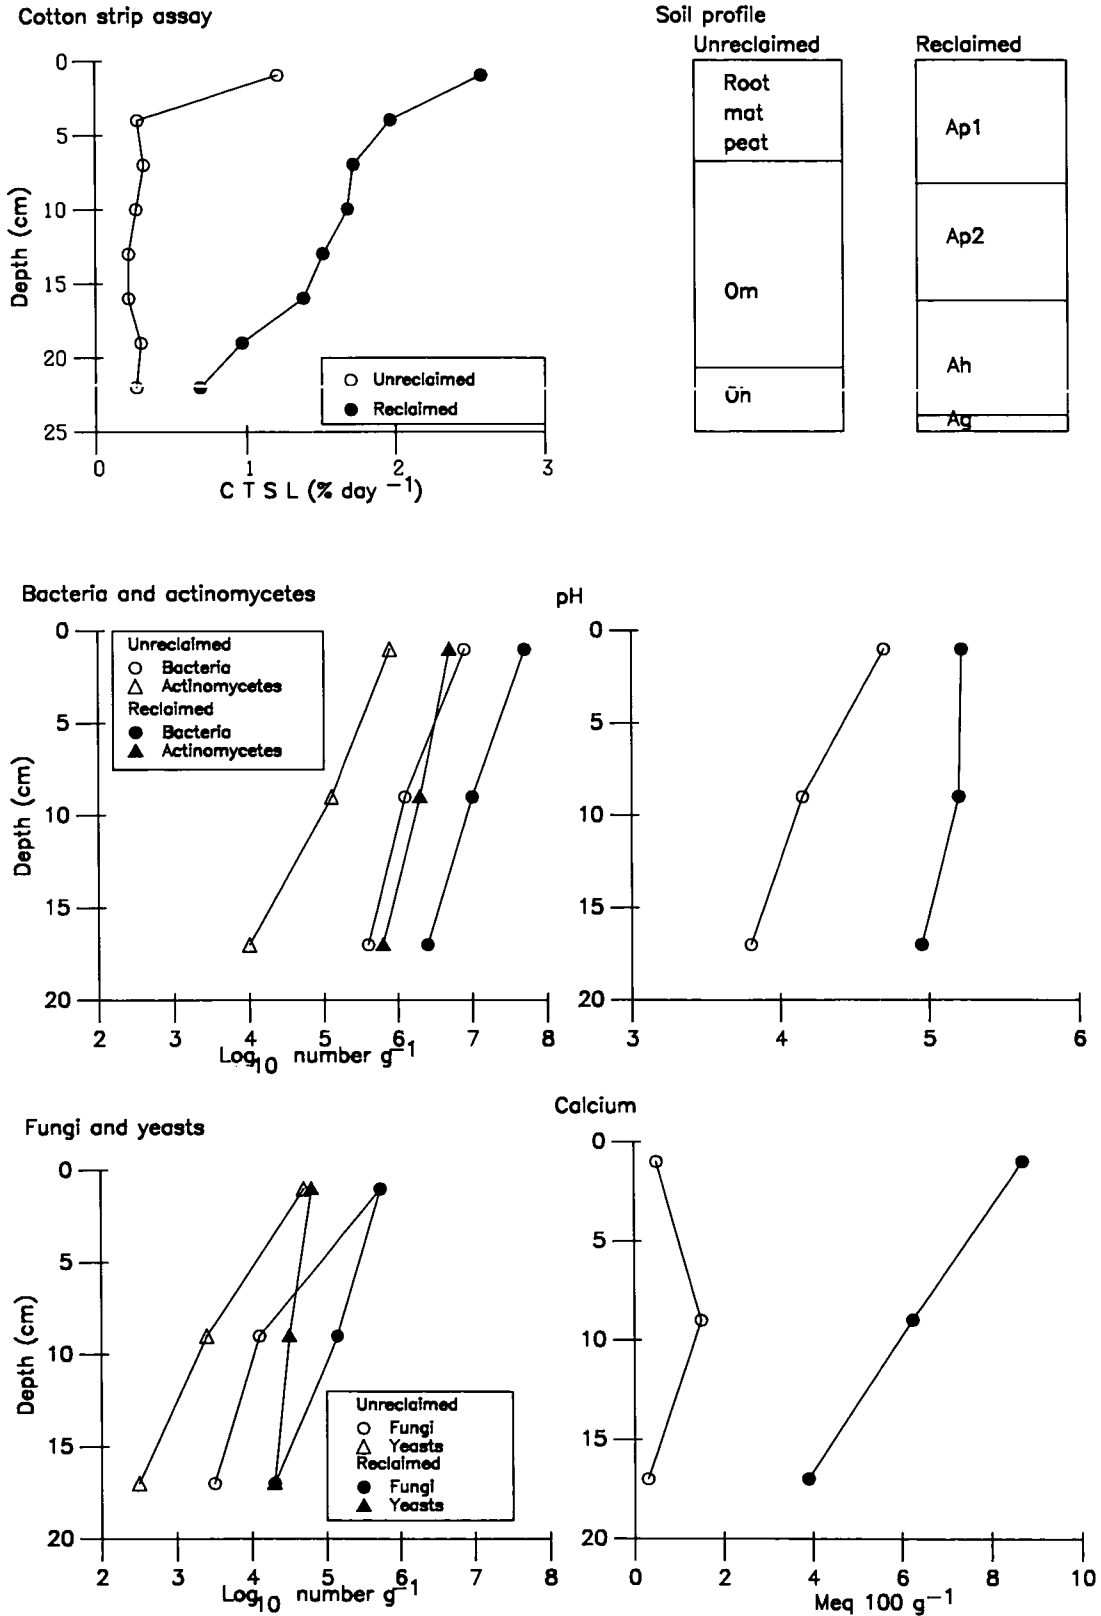 Cotton strip assay
0
5
10
15
20
25
Depth (cm)
Unreclaimed
Reclaimed
0 1 2 3
C T S L (% day -1)
Soil profile
Unreclaimed
Root
mat
peat
Om
Oh
Reclaimed
Ap1
Ap2
Ah
Ag
Bacteria and actinomycetes
0
5
10
15
20
Depth (cm)
Unreclaimed
Bacteria
Actinomycetes
Reclaimed
Bacteria
Actinomycetes
2 3 4 5 6 7 8
Log10 number g-1
pH
0
5
10
15
20
3 4 5 6
Fungi and yeasts
0
5
10
15
20
Depth (cm)
Unreclaimed
Fungi
Yeasts
Reclaimed
Fungi
Yeasts
2 3 4 5 6 7 8
Log10 number g-1
Calcium
0
5
10
15
20
0 2 4 6 8 10
Meq 100 g-1